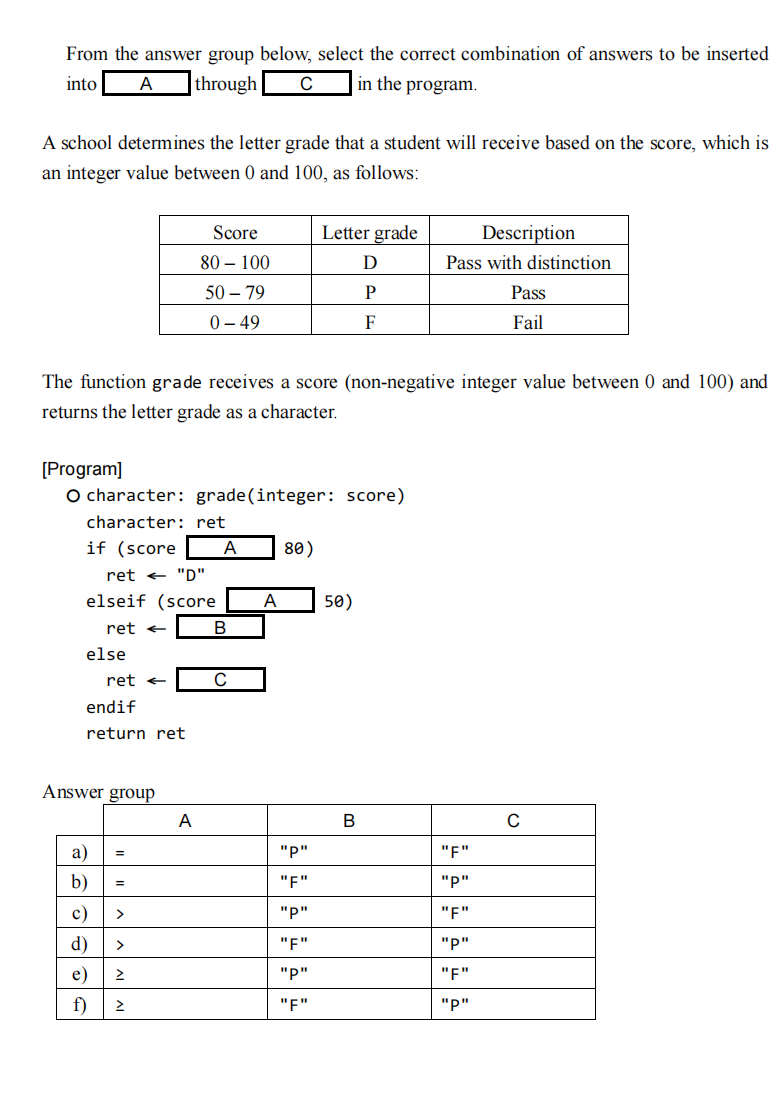 From the answer group below, select the correct combination of answers to be inserted
into A through C in the program.
A school determines the letter grade that a student will receive based on the score, which is
an integer value between 0 and 100, as follows:
Score Letter grade Description
80 – 100 D Pass with distinction
50 – 79 P Pass
0 – 49 F Fail
The function grade receives a score (non-negative integer value between 0 and 100) and
returns the letter grade as a character.
[Program]
○ character: grade(integer: score)
character: ret
if (score A 80)
ret ← "D"
elseif (score A 50)
ret ← B
else
ret ← C
endif
return ret
Answer group
A B C
a) = "P" "F"
b) = "F" "P"
c) > "P" "F"
d) > "F" "P"
e) ≥ "P" "F"
f) ≥ "F" "P"